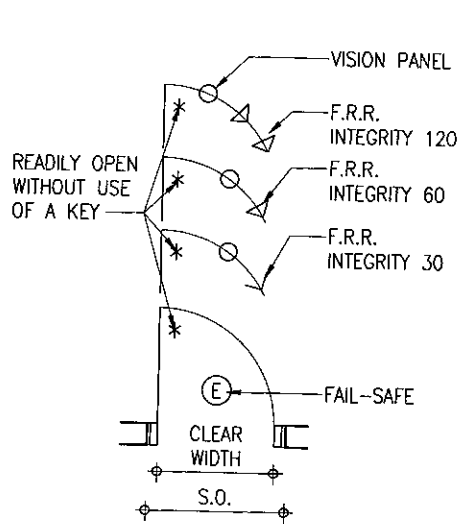 VISION PANEL
F.R.R.
INTEGRITY 120
READILY OPEN
WITHOUT USE
OF A KEY
F.R.R.
INTEGRITY 60
F.R.R.
INTEGRITY 30
E
FAIL-SAFE
CLEAR
WIDTH
S.O.